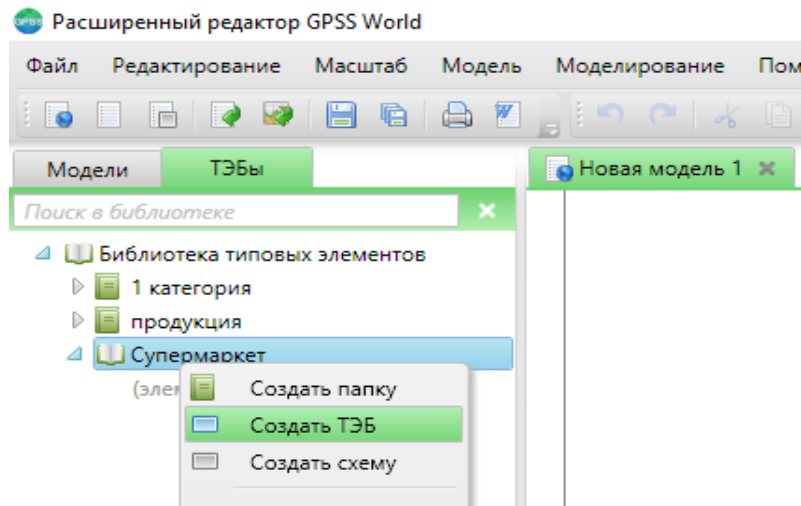 Расширенный редактор GPSS World
Файл Редактирование Масштаб Модель Моделирование
Модели ТЭБы Новая модель 1
Поиск в библиотеке
Библиотека типовых элементов
1 категория
продукция
Супермаркет
Создать папку
Создать ТЭБ
Создать схему